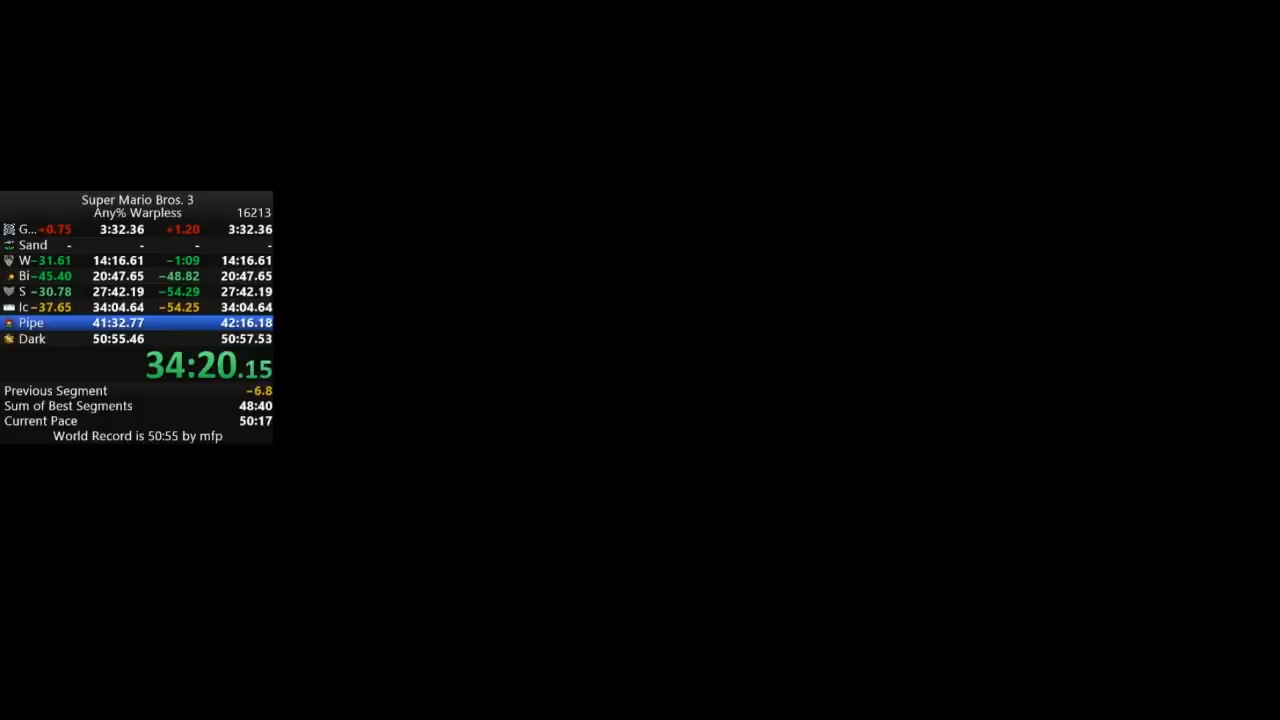 Super Mario Bros. 3
Any% Warpless 16213
G... +0.75 3:32.36 +1.20 3:32.36
Sand - - - -
W −31.61 14:16.61 −1:09 14:16.61
Bi −45.40 20:47.65 −48.82 20:47.65
S −30.78 27:42.19 −54.29 27:42.19
Ic −37.65 34:04.64 −54.25 34:04.64
Pipe 41:32.77 42:16.18
Dark 50:55.46 50:57.53
34:20.15
Previous Segment −6.8
Sum of Best Segments 48:40
Current Pace 50:17
World Record is 50:55 by mfp